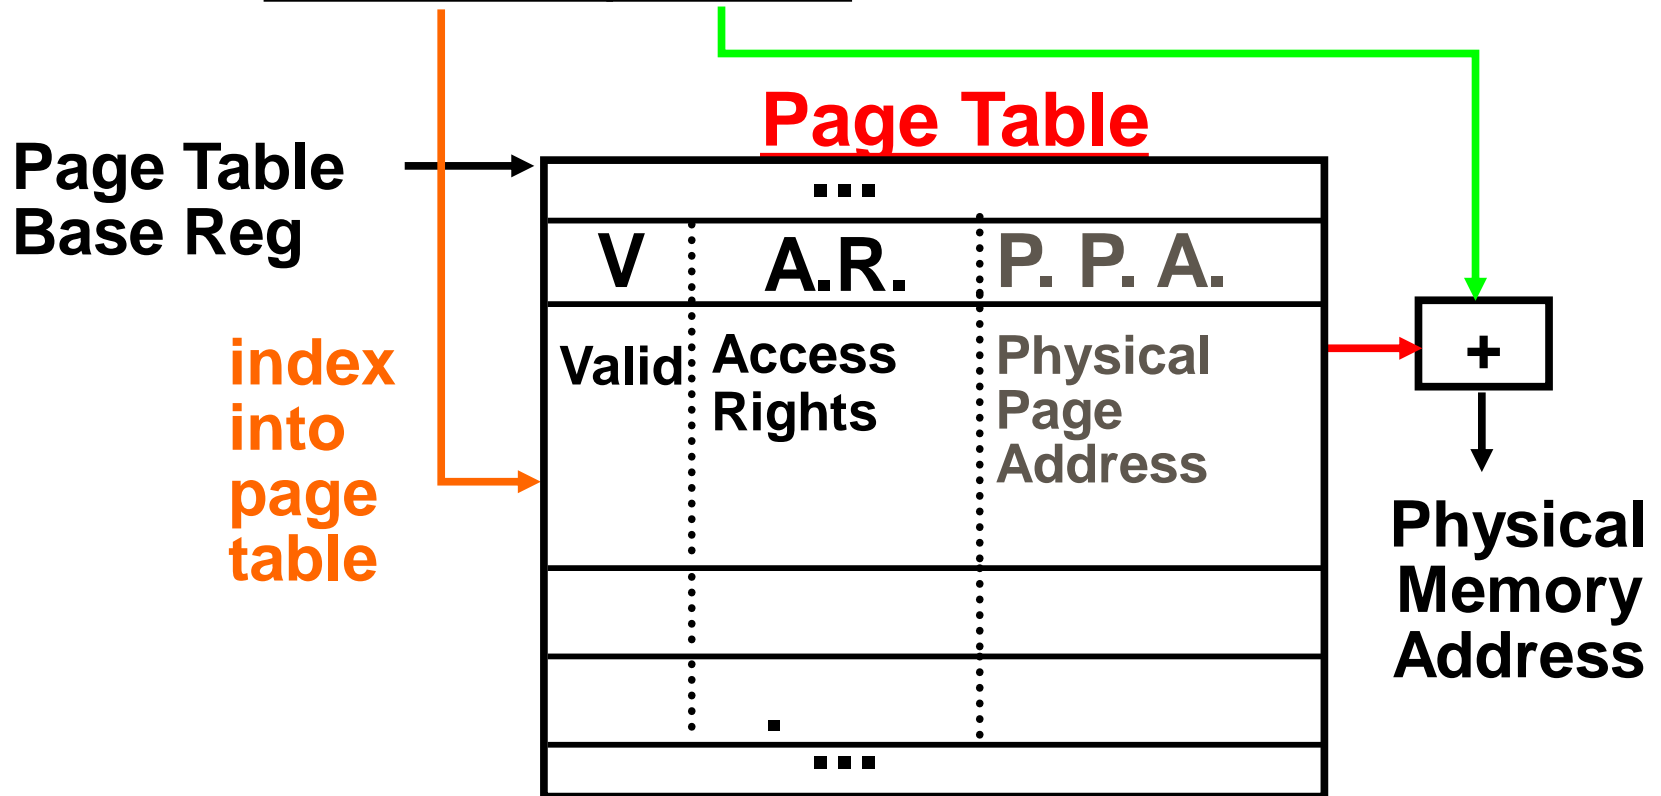 Page Table
Page Table
Base Reg
...
V A.R. P. P. A.
Valid Access Rights Physical Page Address
index
into
page
table
+
Physical
Memory
Address
.
...